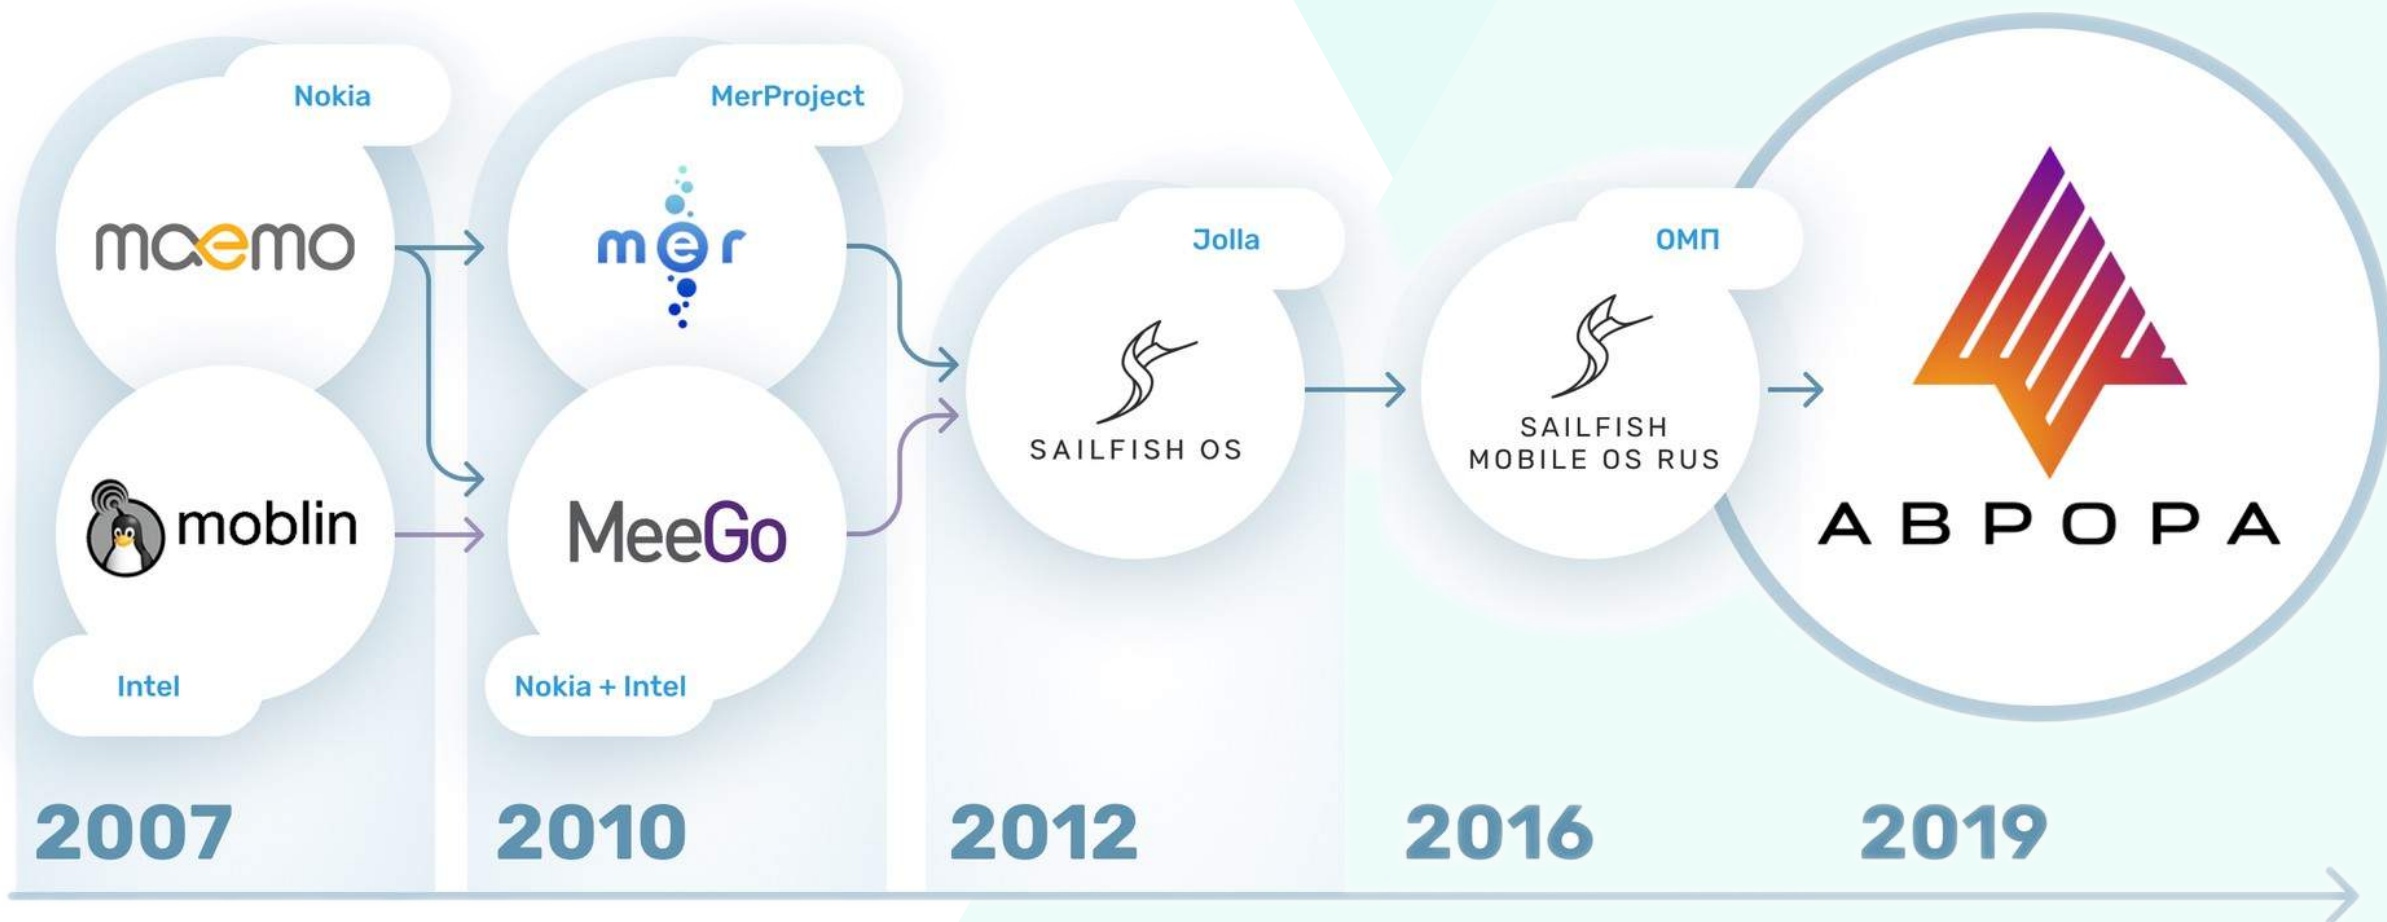 Nokia
maemo
moblin
Intel
2007
MerProject
mer
MeeGo
Nokia + Intel
2010
Jolla
SAILFISH OS
2012
ОМП
SAILFISH
MOBILE OS RUS
2016
АВРОРА
2019